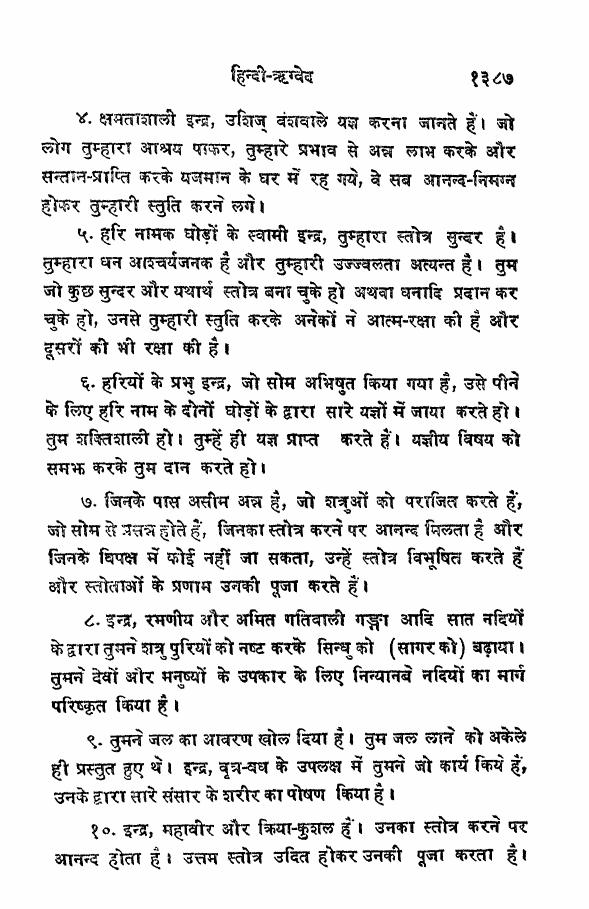 हिन्दी-ऋग्वेद १३८७
४. क्षमताशाली इन्द्र, उशिज् वंशवाले यज्ञ करना जानते हैं। जो
लोग तुम्हारा आश्रय पाकर, तुम्हारे प्रभाव से अन्न लाभ करके और
सन्तान-प्राप्ति करके यजमान के घर में रह गये, वे सब आनन्द-निमग्न
होकर तुम्हारी स्तुति करने लगे।
५. हरि नामक घोड़ों के स्वामी इन्द्र, तुम्हारा स्तोत्र सुन्दर है।
तुम्हारा धन आश्चर्यजनक है और तुम्हारी उज्ज्वलता अत्यन्त है। तुम
जो कुछ सुन्दर और यथार्थ स्तोत्र बना चुके हो अथवा धनादि प्रदान कर
चुके हो, उनसे तुम्हारी स्तुति करके अनेकों ने आत्म-रक्षा की है और
दूसरों की भी रक्षा की है।
६. हरियों के प्रभु इन्द्र, जो सोम अभिषुत किया गया है, उसे पीने
के लिए हरि नाम के दोनों घोड़ों के द्वारा सारे यज्ञों में जाया करते हो।
तुम शक्तिशाली हो। तुम्हें ही यज्ञ प्राप्त करते हैं। यज्ञीय विषय को
समझ करके तुम दान करते हो।
७. जिनके पास असीम अन्न है, जो शत्रुओं को पराजित करते हैं,
जो सोम से प्रसन्न होते हैं, जिनका स्तोत्र करने पर आनन्द मिलता है और
जिनके विपक्ष में कोई नहीं जा सकता, उन्हें स्तोत्र विभूषित करते हैं
और स्तोताओं के प्रणाम उनकी पूजा करते हैं।
८. इन्द्र, रमणीय और अमित गतिवाली गङ्गा आदि सात नदियों
के द्वारा तुमने शत्रु पुरियों को नष्ट करके सिन्धु को (सागर को) बढ़ाया।
तुमने देवों और मनुष्यों के उपकार के लिए निन्यानबे नदियों का मार्ग
परिष्कृत किया है।
९. तुमने जल का आवरण खोल दिया है। तुम जल लाने को अकेले
ही प्रस्तुत हुए थे। इन्द्र, वृत्र-वध के उपलक्ष में तुमने जो कार्य किये हैं,
उनके द्वारा सारे संसार के शरीर का पोषण किया है।
१०. इन्द्र, महावीर और क्रिया-कुशल हैं। उनका स्तोत्र करने पर
आनन्द होता है। उत्तम स्तोत्र उदित होकर उनकी पूजा करता है।